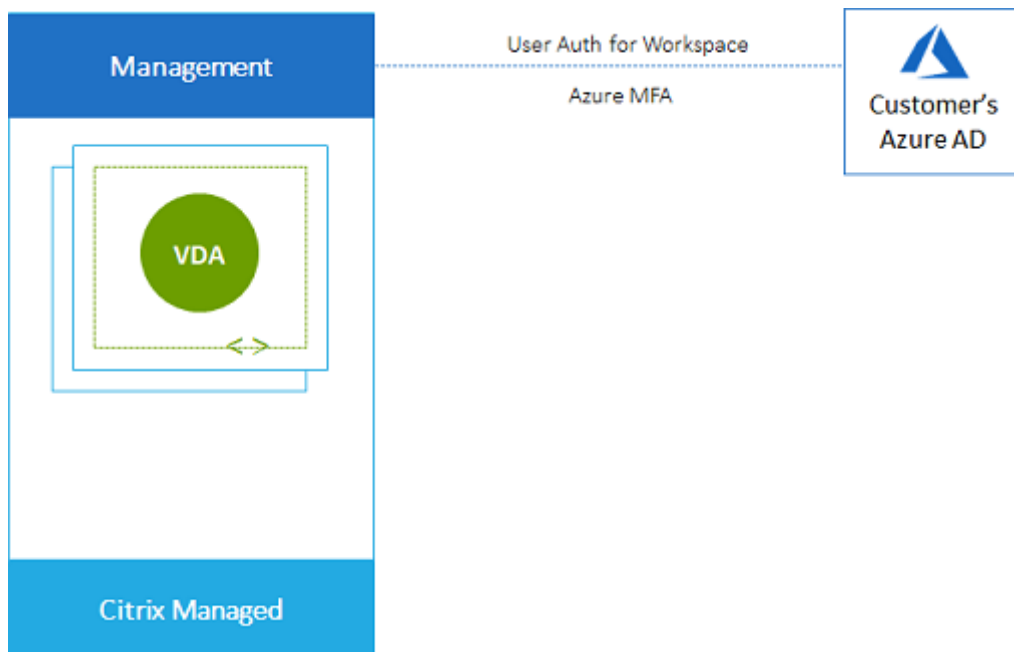 Management
User Auth for Workspace
Azure MFA
Customer's
Azure AD
VDA
< >
Citrix Managed